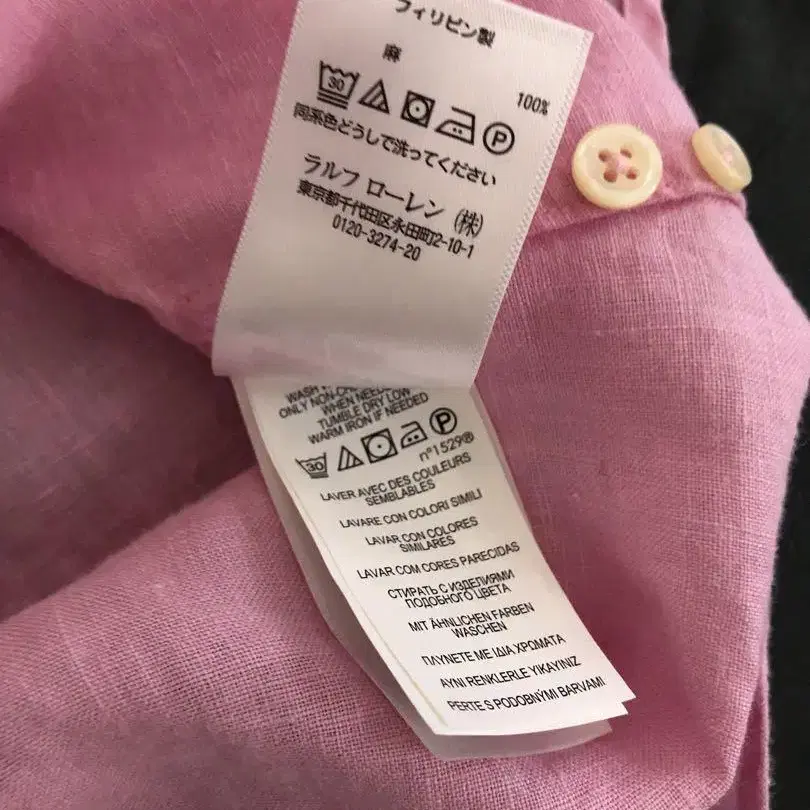 フィリピン製
麻
100%
30
P
同系色どうしで洗ってください
ラルフ ローレン (株)
東京都千代田区永田町2-10-1
0120-3274-20
WASH
ONLY NON-
WHEN NEED
TUMBLE DRY LOW
WARM IRON IF NEEDED
30
P
n°1529®
LAVER AVEC DES COULEURS
SEMBLABLES
LAVARE CON COLORI SIMILI
LAVAR CON COLORES
SIMILARES
LAVAR COM CORES PARECIDAS
СТИРАТЬ С ИЗДЕЛИЯМИ
ПОДОБНОГО ЦВЕТА
MIT ÄHNLICHEN FARBEN
WASCHEN
ΠΛΥΝΕΤΕ ΜΕ ΙΔΙΑ ΧΡΩΜΑΤΑ
AYNI RENKLERLE YIKAYINIZ
PERTE S PODOBNÝMI BARVAMI